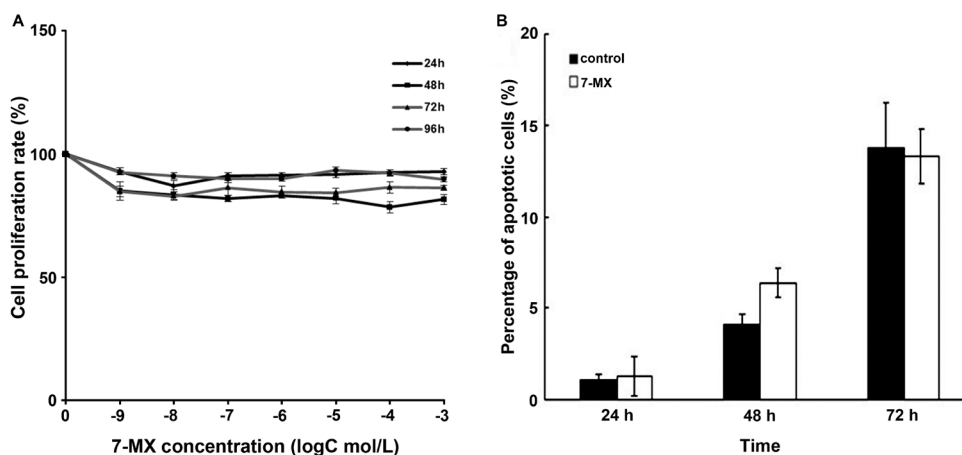 A
Cell proliferation rate (%)
150
100
50
0
24h
48h
72h
96h
0 -9 -8 -7 -6 -5 -4 -3
7-MX concentration (logC mol/L)
B
Percentage of apoptotic cells (%)
20
15
10
5
0
control
7-MX
24 h 48 h 72 h
Time